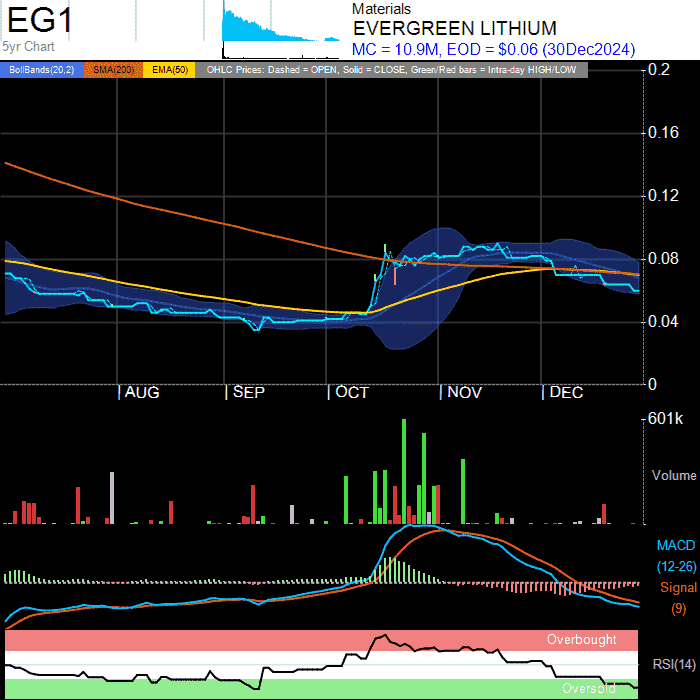 EG1
5yr Chart
Materials
EVERGREEN LITHIUM
MC = 10.9M, EOD = $0.06 (30Dec2024)
BollBands(20,2) SMA(200) EMA(50) OHLC Prices: Dashed = OPEN, Solid = CLOSE, Green/Red bars = Intra-day HIGH/LOW
0.2
0.16
0.12
0.08
0.04
0
AUG SEP OCT NOV DEC
601k
Volume
MACD
(12-26)
Signal
(9)
Overbought
RSI(14)
Oversold